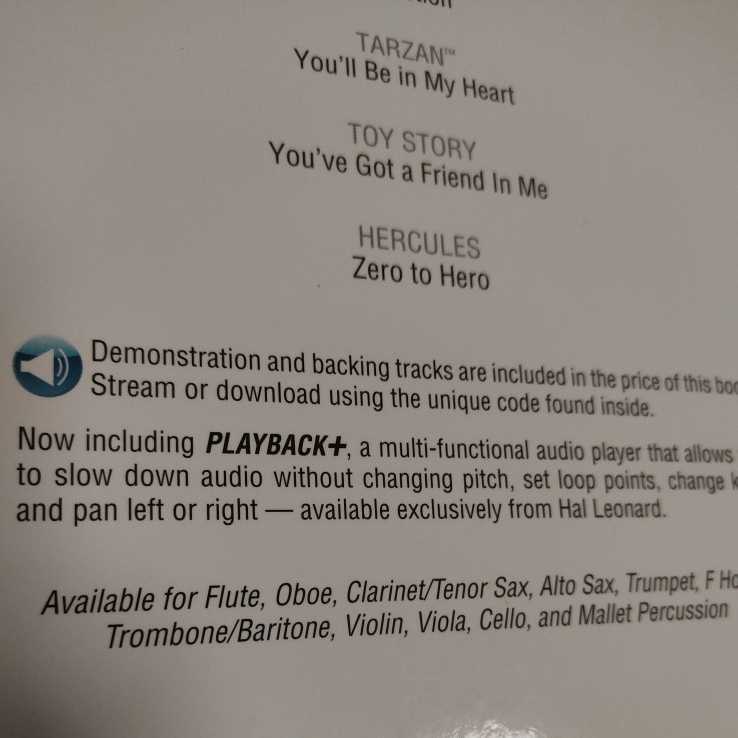 TARZAN™
You'll Be in My Heart
TOY STORY
You've Got a Friend In Me
HERCULES
Zero to Hero
Demonstration and backing tracks are included in the price of this
Stream or download using the unique code found inside.
Now including PLAYBACK+, a multi-functional audio player that allows
to slow down audio without changing pitch, set loop points, change
and pan left or right — available exclusively from Hal Leonard.
Available for Flute, Oboe, Clarinet/Tenor Sax, Alto Sax, Trumpet, F
Trombone/Baritone, Violin, Viola, Cello, and Mallet Percussion